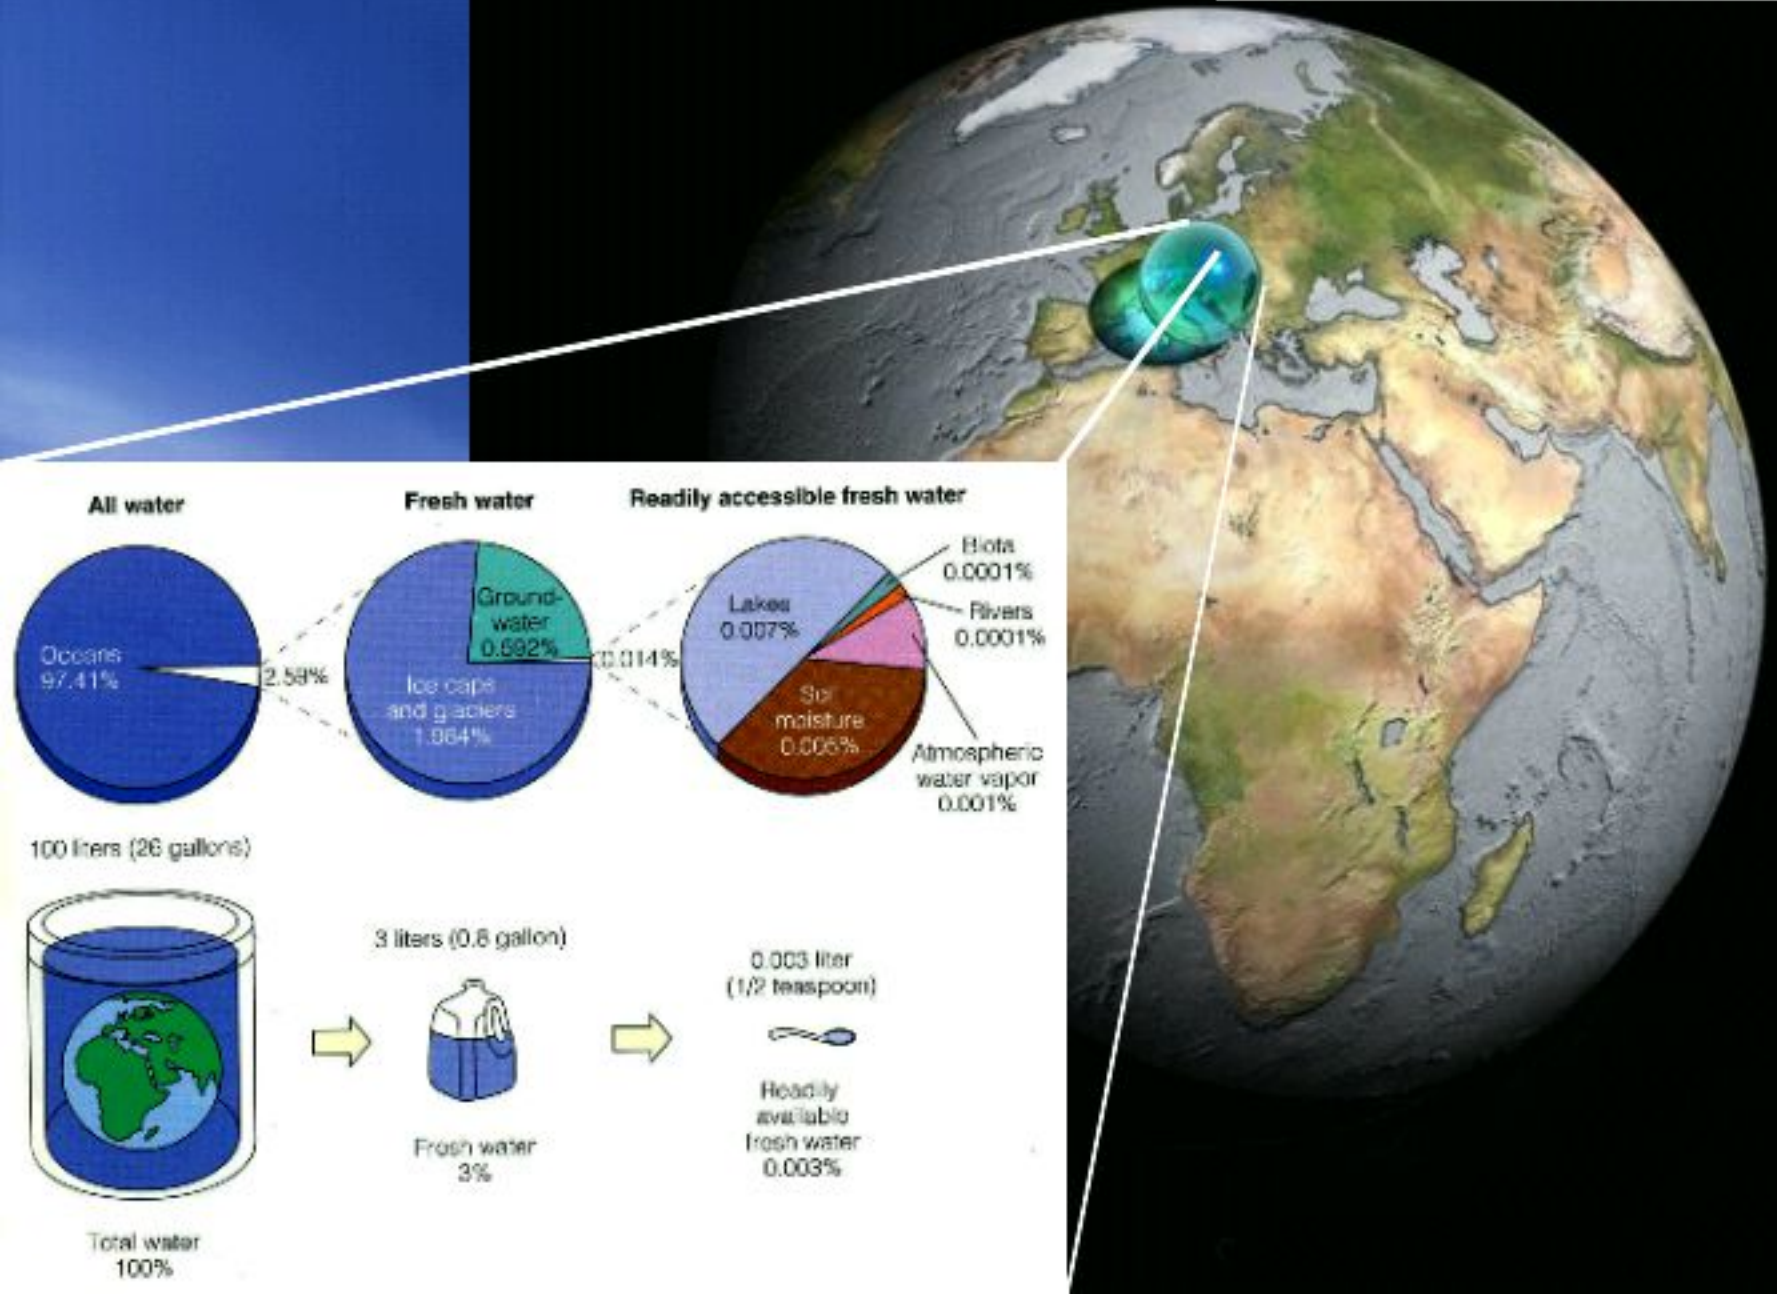 All water
Fresh water
Readily accessible fresh water
Oceans
97.41%
2.59%
Ground-
water
0.592%
Ice caps
and glaciers
1.984%
0.014%
Lakes
0.007%
Biota
0.0001%
Rivers
0.0001%
Soil
moisture
0.005%
Atmospheric
water vapor
0.001%
100 liters (26 gallons)
3 liters (0.8 gallon)
0.003 liter
(1/2 teaspoon)
Total water
100%
Fresh water
3%
Readily
available
fresh water
0.003%